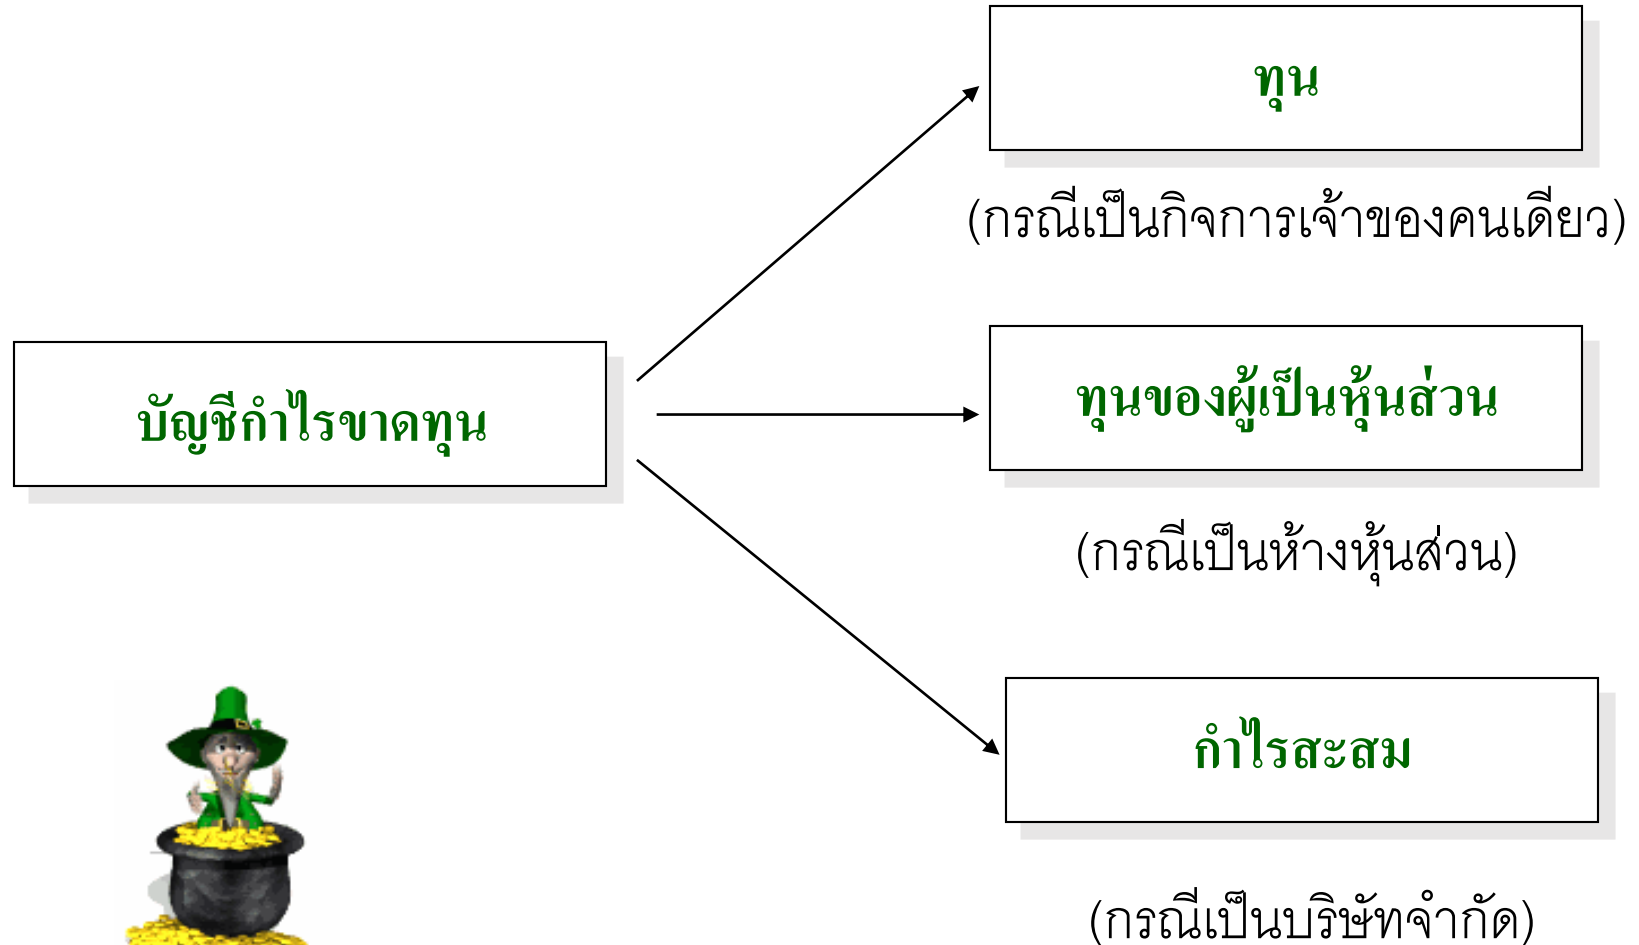 ทุน
(กรณีเป็นกิจการเจ้าของคนเดียว)
บัญชีกำไรขาดทุน
ทุนของผู้เป็นหุ้นส่วน
(กรณีเป็นห้างหุ้นส่วน)
กำไรสะสม
(กรณีเป็นบริษัทจำกัด)